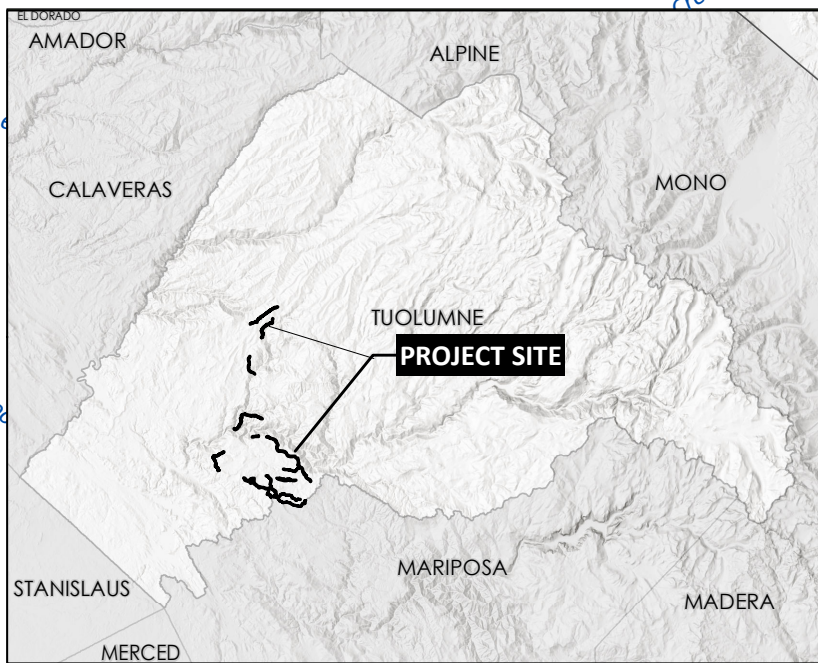 EL DORADO
AMADOR
ALPINE
CALAVERAS
MONO
TUOLUMNE
PROJECT SITE
MARIPOSA
STANISLAUS
MADERA
MERCED